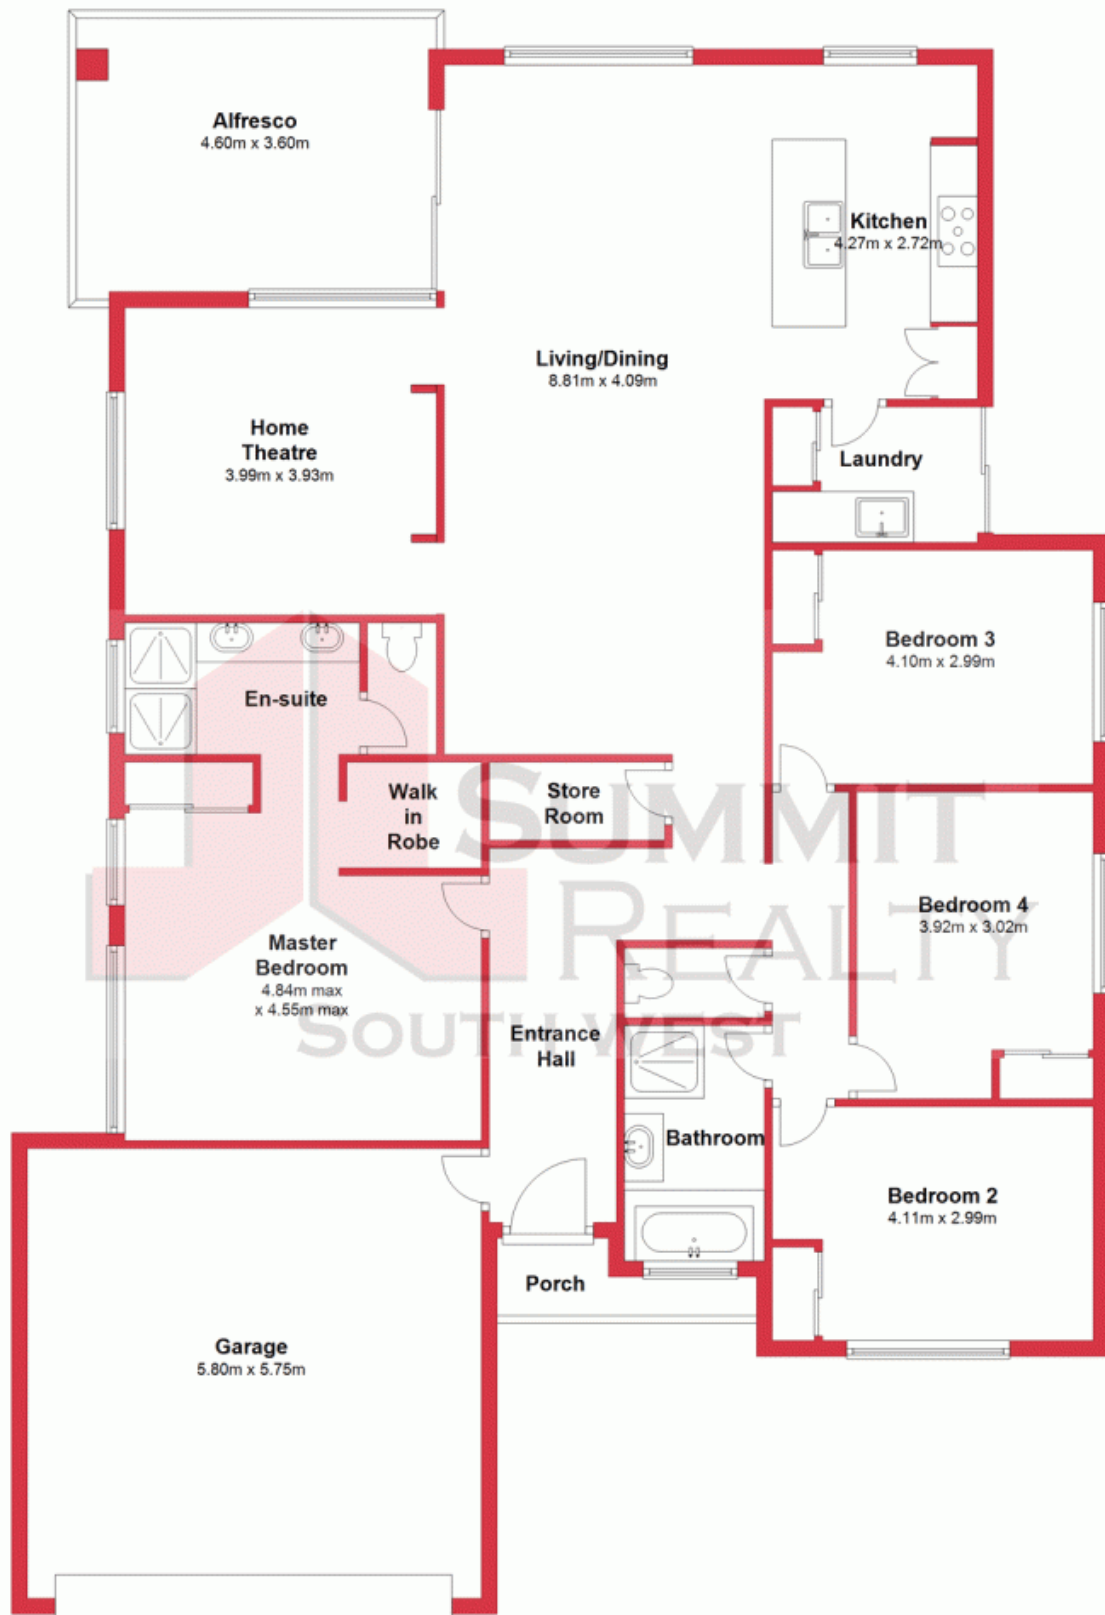 Alfresco
4.60m x 3.60m
Kitchen
4.27m x 2.72m
Living/Dining
8.81m x 4.09m
Home
Theatre
3.99m x 3.93m
Laundry
Bedroom 3
4.10m x 2.99m
En-suite
Walk
in
Robe
Store
Room
SUMMIT
REALTY
SOUTH WEST
Bedroom 4
3.92m x 3.02m
Master
Bedroom
4.84m max
x 4.55m max
Entrance
Hall
Bathroom
Bedroom 2
4.11m x 2.99m
Porch
Garage
5.80m x 5.75m